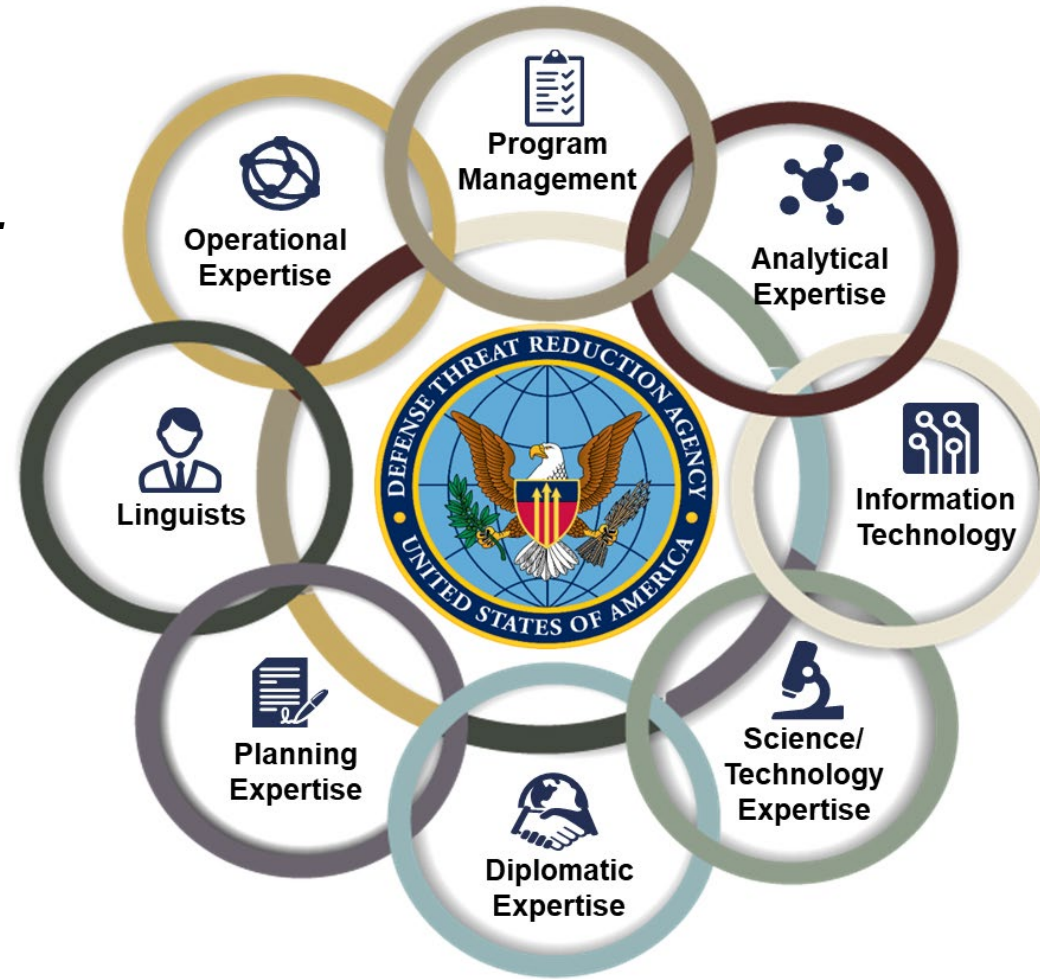 Program
Management
Analytical
Expertise
Information
Technology
Science/
Technology
Expertise
Diplomatic
Expertise
Planning
Expertise
Linguists
Operational
Expertise
DEFENSE THREAT REDUCTION AGENCY
UNITED STATES OF AMERICA